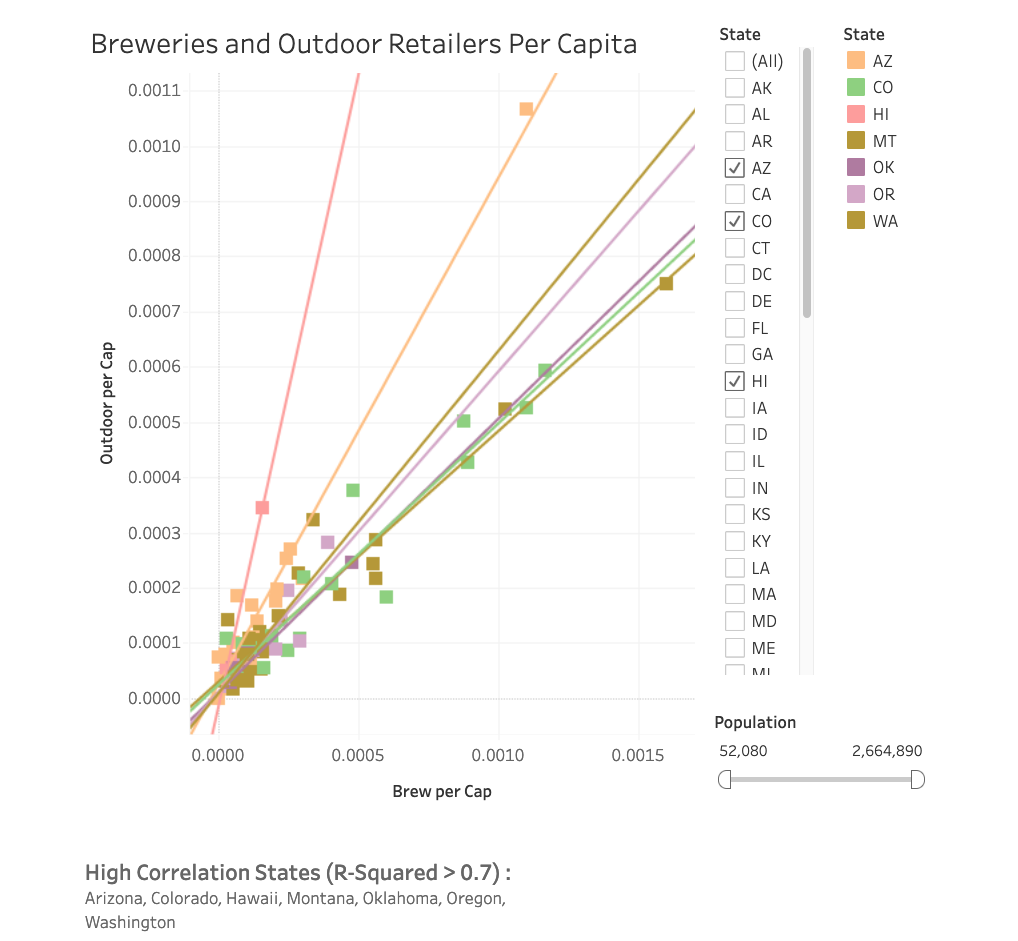 Breweries and Outdoor Retailers Per Capita
0.0011
0.0010
0.0009
0.0008
0.0007
0.0006
0.0005
0.0004
0.0003
0.0002
0.0001
0.0000
Outdoor per Cap
0.0000 0.0005 0.0010 0.0015
Brew per Cap
State
(All)
AK
AL
AR
AZ
CA
CO
CT
DC
DE
FL
GA
HI
IA
ID
IL
IN
KS
KY
LA
MA
MD
ME
State
AZ
CO
HI
MT
OK
OR
WA
Population
52,080 2,664,890
High Correlation States (R-Squared > 0.7) :
Arizona, Colorado, Hawaii, Montana, Oklahoma, Oregon,
Washington